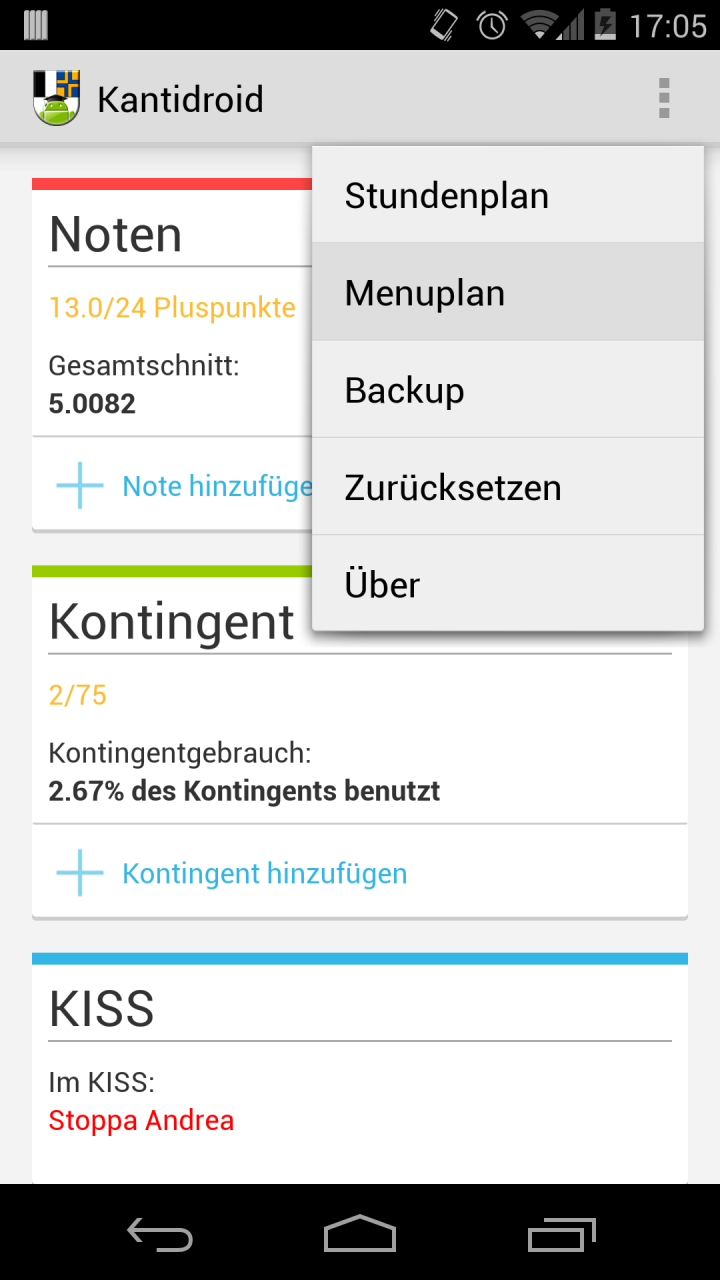 17:05
Kantidroid
Stundenplan
Menuplan
Backup
Zurücksetzen
Über
Noten
13.0/24 Pluspunkte
Gesamtschnitt:
5.0082
Note hinzufüge
Kontingent
2/75
Kontingentgebrauch:
2.67% des Kontingents benutzt
Kontingent hinzufügen
KISS
Im KISS:
Stoppa Andrea